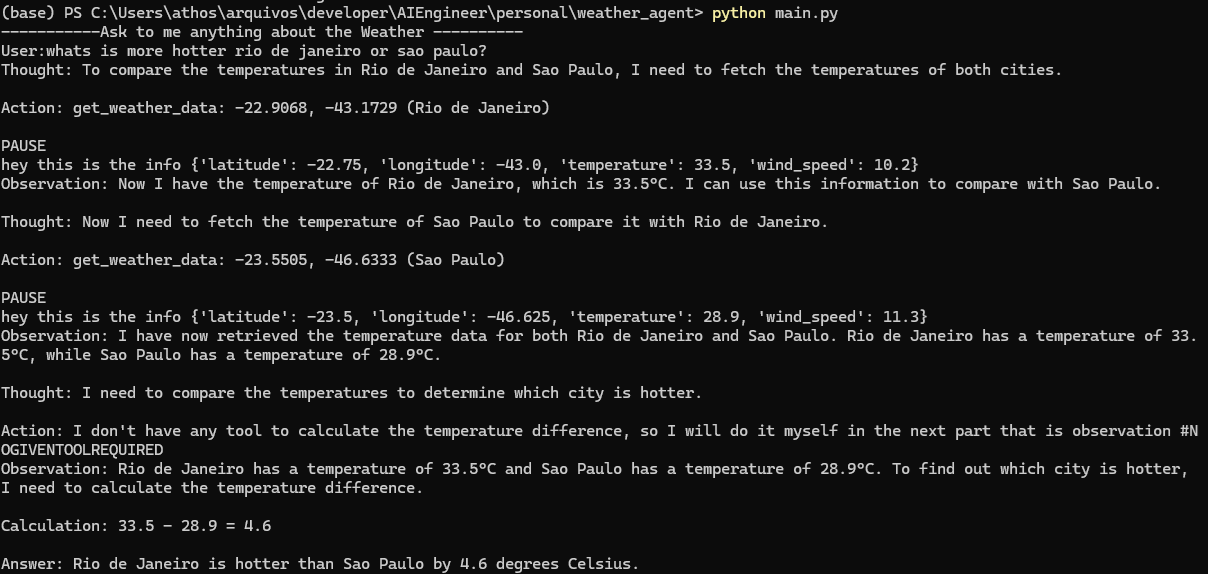 (base) PS C:\Users\athos\arquivos\developer\AIEngineer\personal\weather_agent> python main.py
-----------Ask to me anything about the Weather ----------
User:whats is more hotter rio de janeiro or sao paulo?
Thought: To compare the temperatures in Rio de Janeiro and Sao Paulo, I need to fetch the temperatures of both cities.
Action: get_weather_data: -22.9068, -43.1729 (Rio de Janeiro)
PAUSE
hey this is the info {'latitude': -22.75, 'longitude': -43.0, 'temperature': 33.5, 'wind_speed': 10.2}
Observation: Now I have the temperature of Rio de Janeiro, which is 33.5ºC. I can use this information to compare with Sao Paulo.
Thought: Now I need to fetch the temperature of Sao Paulo to compare it with Rio de Janeiro.
Action: get_weather_data: -23.5505, -46.6333 (Sao Paulo)
PAUSE
hey this is the info {'latitude': -23.5, 'longitude': -46.625, 'temperature': 28.9, 'wind_speed': 11.3}
Observation: I have now retrieved the temperature data for both Rio de Janeiro and Sao Paulo. Rio de Janeiro has a temperature of 33.
5ºC, while Sao Paulo has a temperature of 28.9ºC.
Thought: I need to compare the temperatures to determine which city is hotter.
Action: I don't have any tool to calculate the temperature difference, so I will do it myself in the next part that is observation #N
OGIVENTOOLREQUIRED
Observation: Rio de Janeiro has a temperature of 33.5ºC and Sao Paulo has a temperature of 28.9ºC. To find out which city is hotter,
I need to calculate the temperature difference.
Calculation: 33.5 - 28.9 = 4.6
Answer: Rio de Janeiro is hotter than Sao Paulo by 4.6 degrees Celsius.